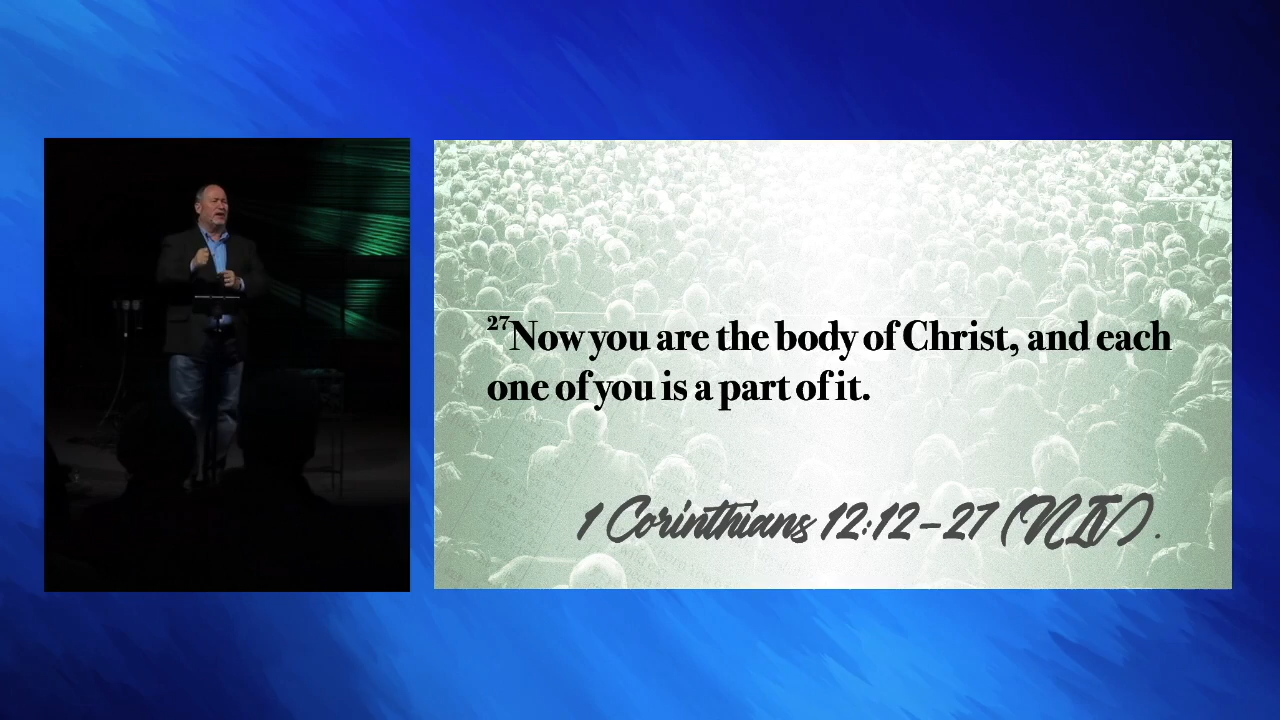 ²⁷Now you are the body of Christ, and each
one of you is a part of it.
1 Corinthians 12:12–27 (NIV).